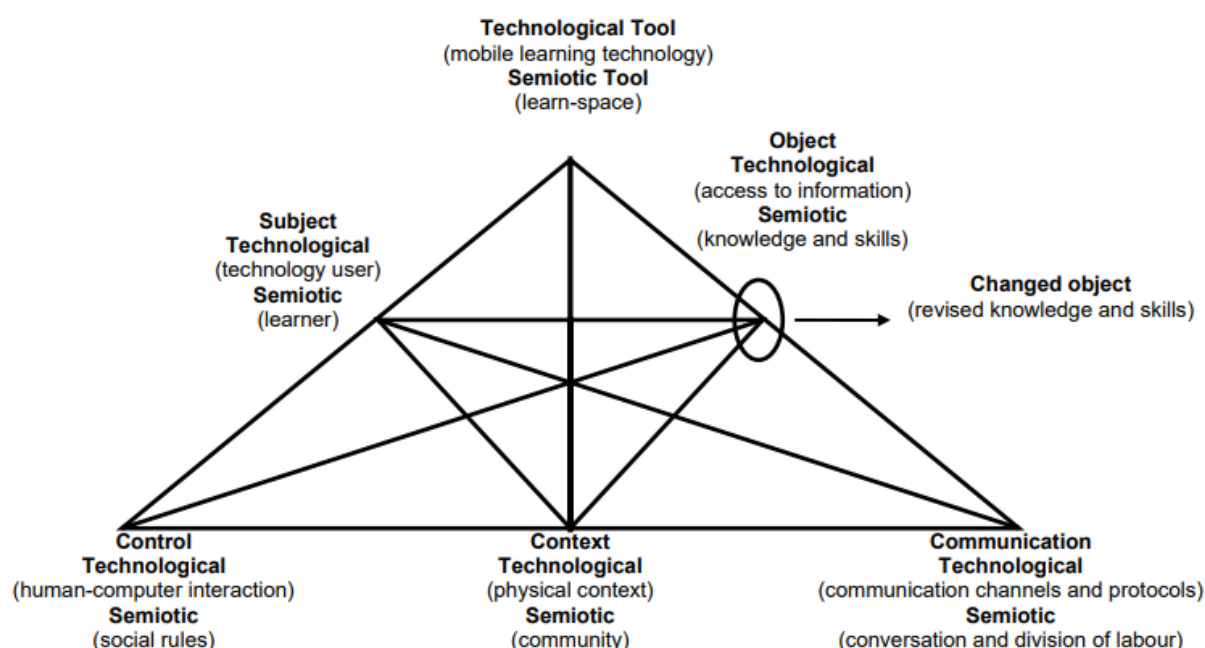 Technological Tool
(mobile learning technology)
Semiotic Tool
(learn-space)
Object
Technological
(access to information)
Semiotic
(knowledge and skills)
Subject
Technological
(technology user)
Semiotic
(learner)
Changed object
(revised knowledge and skills)
Control
Technological
(human-computer interaction)
Semiotic
(social rules)
Context
Technological
(physical context)
Semiotic
(community)
Communication
Technological
(communication channels and protocols)
Semiotic
(conversation and division of labour)